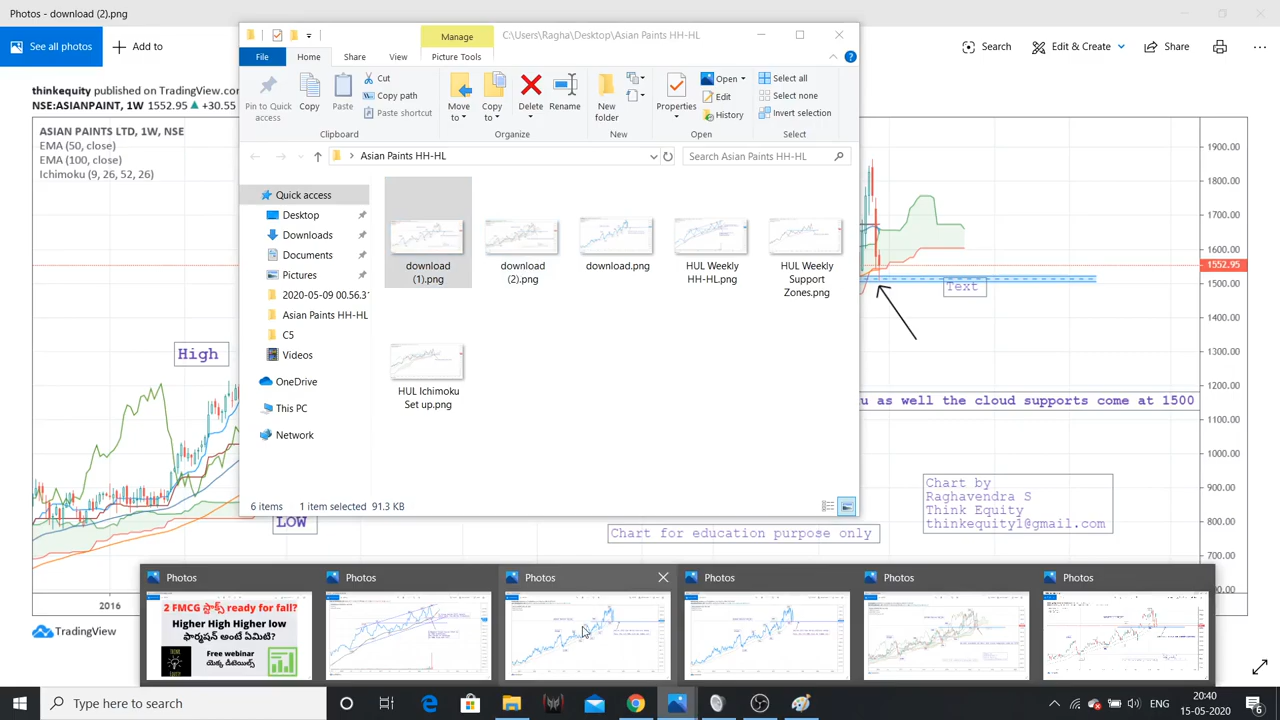 Photos - download (2).png
See all photos
Add to
Search
Edit & Create
Share
thinkequity published on TradingView.co
NSE:ASIANPAINT, 1W 1552.95 ▲ +30.55
ASIAN PAINTS LTD, 1W, NSE
EMA (50, close)
EMA (100, close)
Ichimoku (9, 26, 52, 26)
Manage
C:\Users\Ragha\Desktop\Asian Paints HH-HL
File
Home
Share
View
Picture Tools
Pin to Quick access
Copy
Paste
Cut
Copy path
Paste shortcut
Clipboard
Move to
Copy to
Delete
Rename
Organize
New folder
New
Properties
Open
Edit
History
Open
Select all
Select none
Invert selection
Select
Asian Paints HH-HL
Search Asian Paints HH-HL
Quick access
Desktop
Downloads
Documents
Pictures
2020-05-09 00.56.31
Asian Paints HH-HL
C5
Videos
OneDrive
This PC
Network
download (1).png
download (2).png
download.png
HUL Weekly HH-HL.png
HUL Weekly Support Zones.png
HUL Ichimoku Set up.png
6 items
1 item selected 91.3 KB
1900.00
1800.00
1700.00
1600.00
1552.95
1500.00
1400.00
1300.00
1200.00
1100.00
1000.00
900.00
800.00
700.00
Text
High
LOW
u as well the cloud supports come at 1500
Chart by
Raghavendra S
Think Equity
thinkequity1@gmail.com
Chart for education purpose only
2016
TradingView
Photos
Photos
Photos
Photos
Photos
Photos
2 FMCG స్టాక్స్ ready for fall?
Higher High Higher low
ఫార్మషన్ అంటే ఏమిటి?
Free webinar
యొక్క డీటెయిల్స్
Type here to search
ENG
20:40
15-05-2020
6